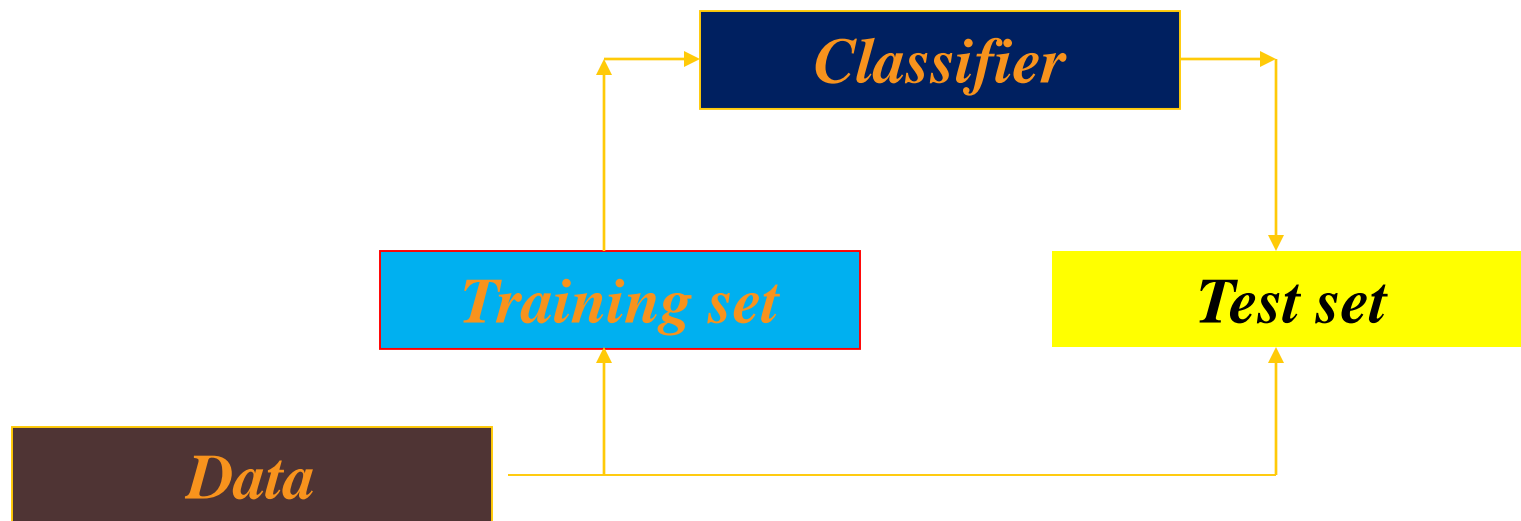 Classifier
Training set
Test set
Data